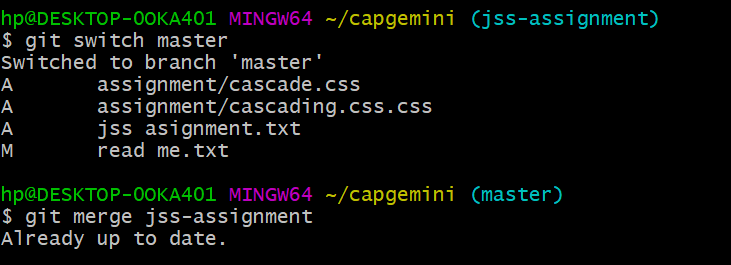 hp@DESKTOP-OOKA401 MINGW64 ~/capgemini (jss-assignment)
$ git switch master
Switched to branch 'master'
A       assignment/cascade.css
A       assignment/cascading.css.css
A       jss asignment.txt
M       read me.txt
hp@DESKTOP-OOKA401 MINGW64 ~/capgemini (master)
$ git merge jss-assignment
Already up to date.